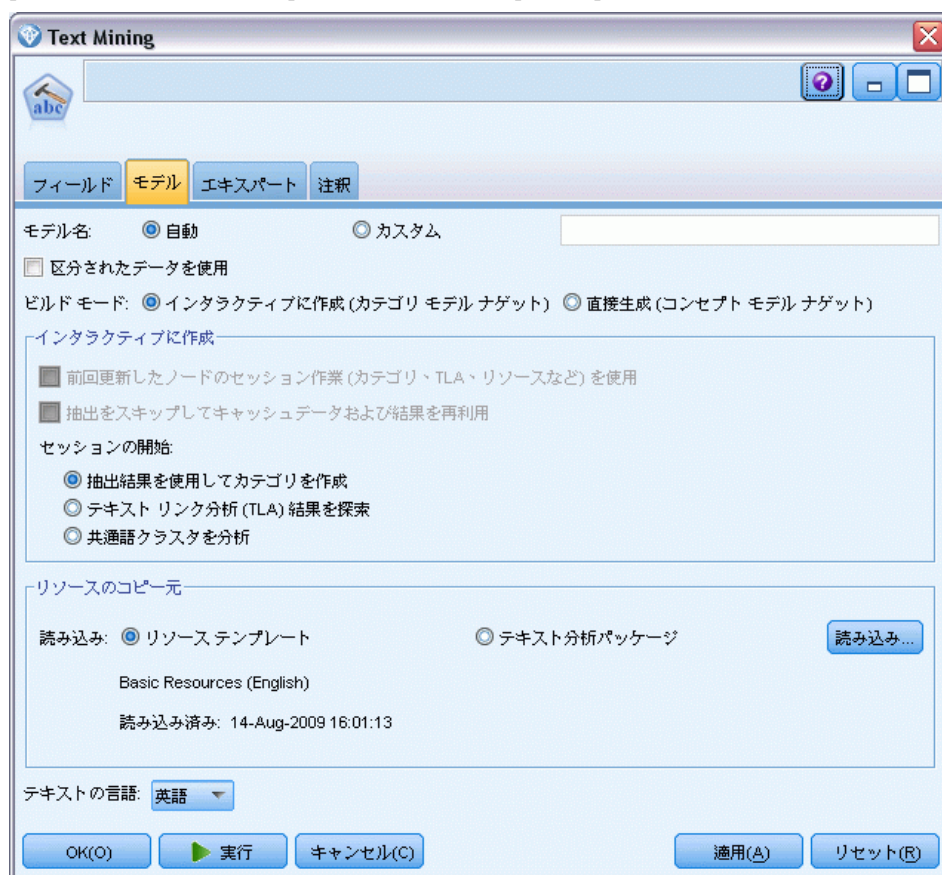 Text Mining
abc
フィールド モデル エキスパート 注釈
モデル名: 自動 カスタム
区分されたデータを使用
ビルド モード: インタラクティブに作成 (カテゴリ モデル ナゲット) 直接生成 (コンセプト モデル ナゲット)
インタラクティブに作成
前回更新したノードのセッション作業 (カテゴリ、TLA、リソースなど) を使用
抽出をスキップしてキャッシュデータおよび結果を再利用
セッションの開始:
抽出結果を使用してカテゴリを作成
テキスト リンク分析 (TLA) 結果を探索
共通語クラスタを分析
リソースのコピー元
読み込み: リソース テンプレート テキスト分析パッケージ 読み込み...
Basic Resources (English)
読み込み済み: 14-Aug-2009 16:01:13
テキストの言語: 英語
OK(O) 実行 キャンセル(C) 適用(A) リセット(R)